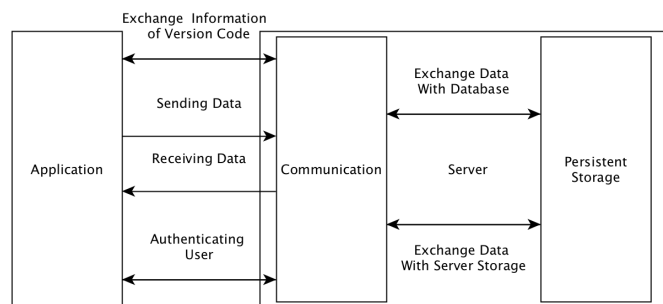 Exchange Information
of Version Code
Sending Data
Receiving Data
Authenticating
User
Application
Communication
Exchange Data
With Database
Server
Exchange Data
With Server Storage
Persistent
Storage